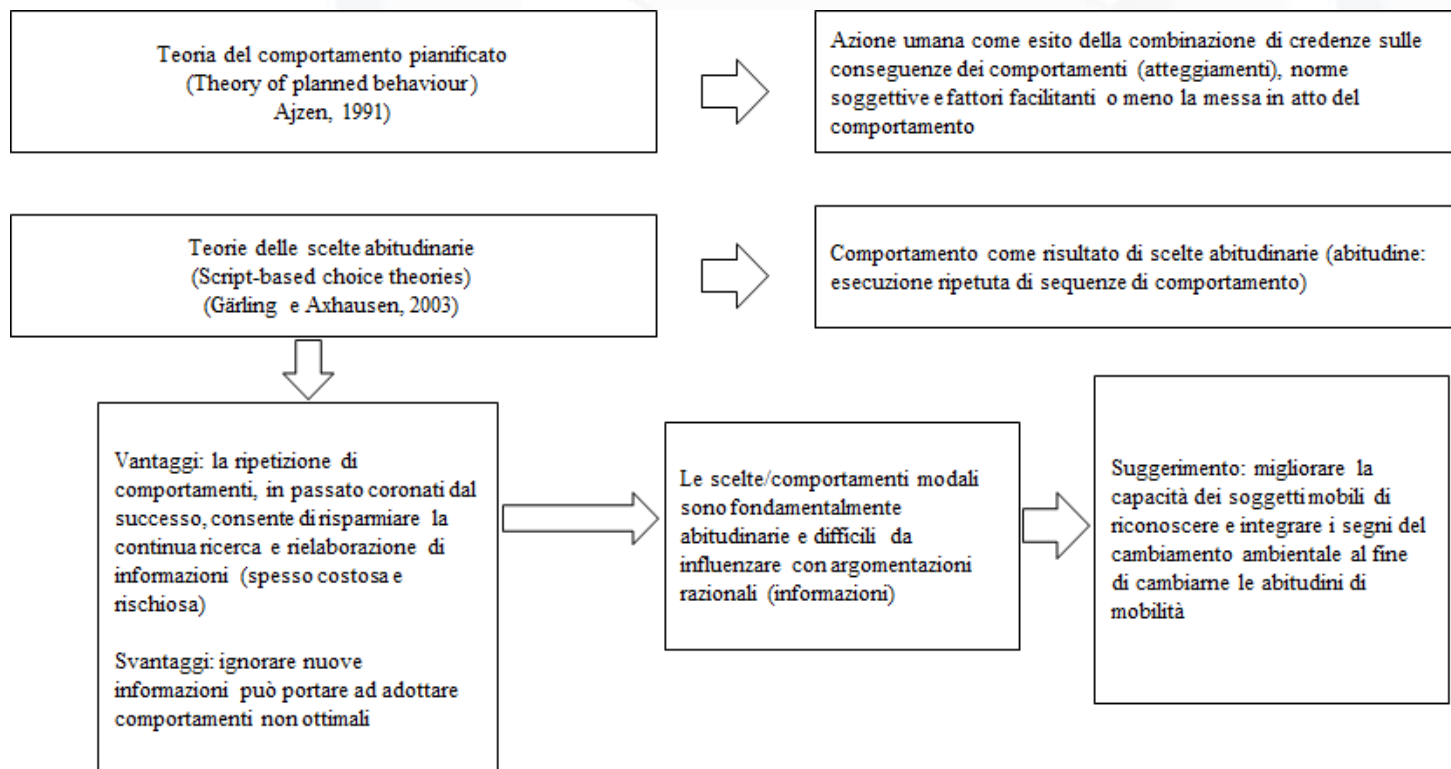 Teoria del comportamento pianificato
(Theory of planned behaviour)
Ajzen, 1991)
Azione umana come esito della combinazione di credenze sulle
conseguenze dei comportamenti (atteggiamenti), norme
soggettive e fattori facilitanti o meno la messa in atto del
comportamento
Teorie delle scelte abitudinarie
(Script-based choice theories)
(Gärling e Axhausen, 2003)
Comportamento come risultato di scelte abitudinarie (abitudine:
esecuzione ripetuta di sequenze di comportamento)
Vantaggi: la ripetizione di
comportamenti, in passato coronati dal
successo, consente di risparmiare la
continua ricerca e rielaborazione di
informazioni (spesso costosa e
rischiosa)
Svantaggi: ignorare nuove
informazioni può portare ad adottare
comportamenti non ottimali
Le scelte/comportamenti modali
sono fondamentalmente
abitudinarie e difficili da
influenzare con argomentazioni
razionali (informazioni)
Suggerimento: migliorare la
capacità dei soggetti mobili di
riconoscere e integrare i segni del
cambiamento ambientale al fine
di cambiarne le abitudini di
mobilità